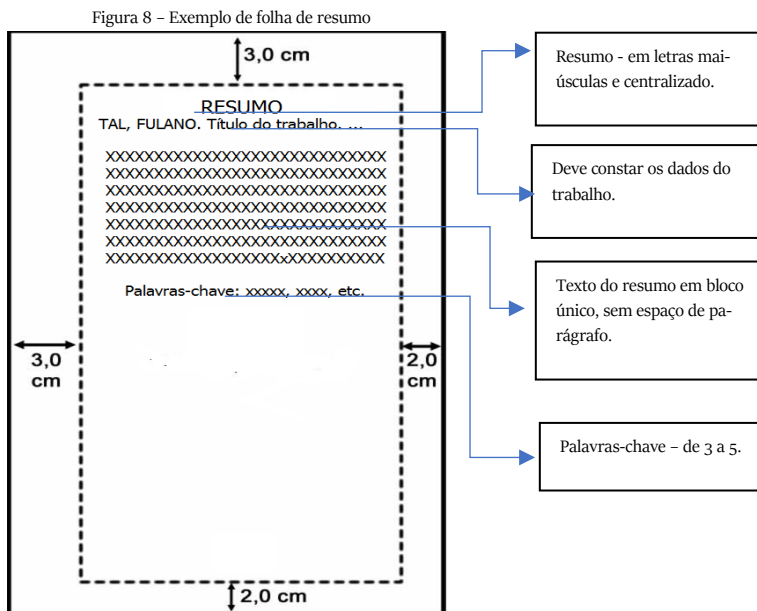 Figura 8 – Exemplo de folha de resumo
3,0 cm
RESUMO
TAL, FULANO. Título do trabalho. ...
XXXXXXXXXXXXXXXXXXXXXXXXXXXXX
XXXXXXXXXXXXXXXXXXXXXXXXXXXXX
XXXXXXXXXXXXXXXXXXXXXXXXXXXXX
XXXXXXXXXXXXXXXXXXXXXXXXXXXXX
XXXXXXXXXXXXXXXXXXXXXXXXXXXXX
XXXXXXXXXXXXXXXXXXXXXXXXXXXXX
XXXXXXXXXXXXXXXXXXxXXXXXXXXXX
Palavras-chave: xxxxx, xxxx, etc.
3,0
cm
2,0
cm
2,0 cm
Resumo - em letras mai-
úsculas e centralizado.
Deve constar os dados do
trabalho.
Texto do resumo em bloco
único, sem espaço de pa-
rágrafo.
Palavras-chave – de 3 a 5.